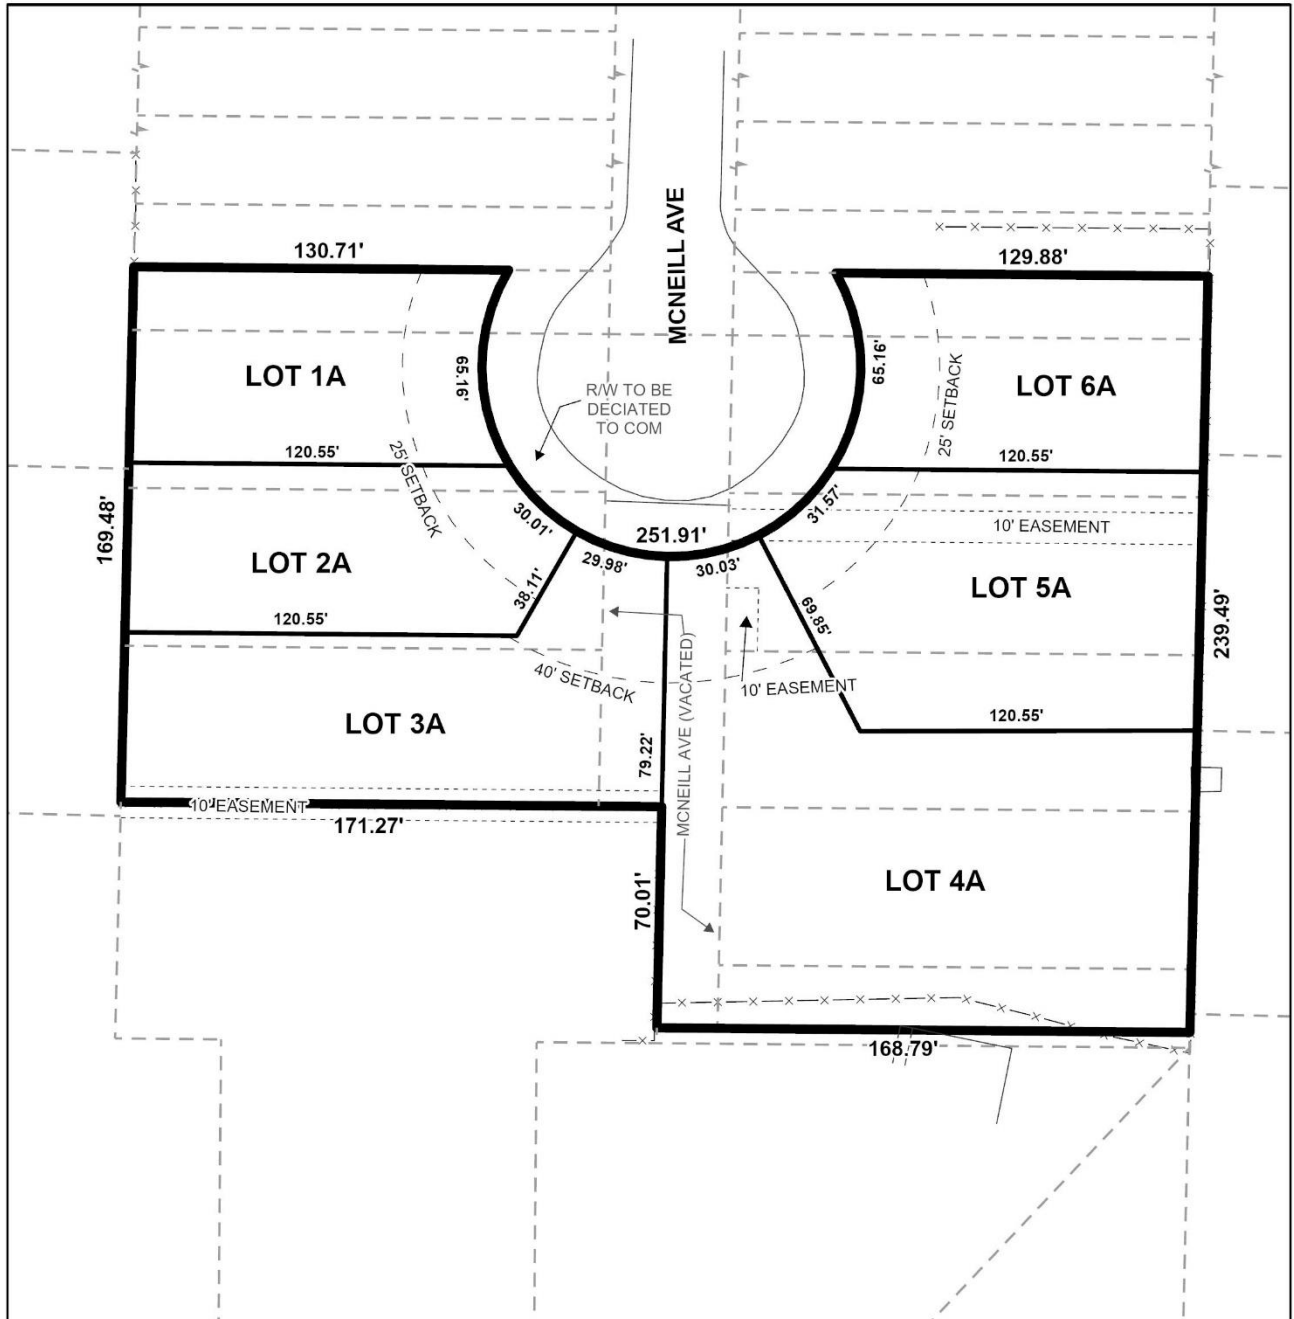 MCNEILL AVE
130.71'
129.88'
LOT 1A
65.16'
R/W TO BE
DECIATED
TO COM
65.16'
25' SETBACK
LOT 6A
120.55'
25' SETBACK
120.55'
169.48'
30.01'
251.91'
31.57'
10' EASEMENT
LOT 2A
29.98'
30.03'
38.11'
LOT 5A
69.85'
239.49'
120.55'
40' SETBACK
MCNEILL AVE (VACATED)
10' EASEMENT
LOT 3A
79.22'
120.55'
10' EASEMENT
171.27'
70.01'
LOT 4A
168.79'